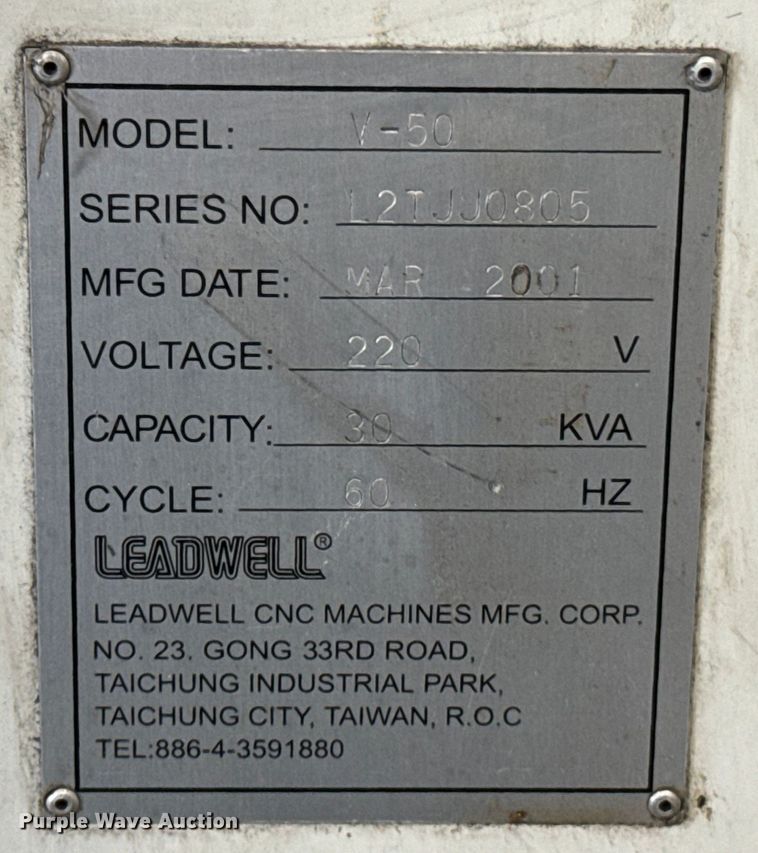 MODEL: V-50
SERIES NO: L2TJJ0805
MFG DATE: MAR 2001
VOLTAGE: 220 V
CAPACITY: 30 KVA
CYCLE: 60 HZ
LEADWELL®
LEADWELL CNC MACHINES MFG. CORP.
NO. 23. GONG 33RD ROAD,
TAICHUNG INDUSTRIAL PARK,
TAICHUNG CITY, TAIWAN, R.O.C
TEL:886-4-3591880
Purple Wave Auction